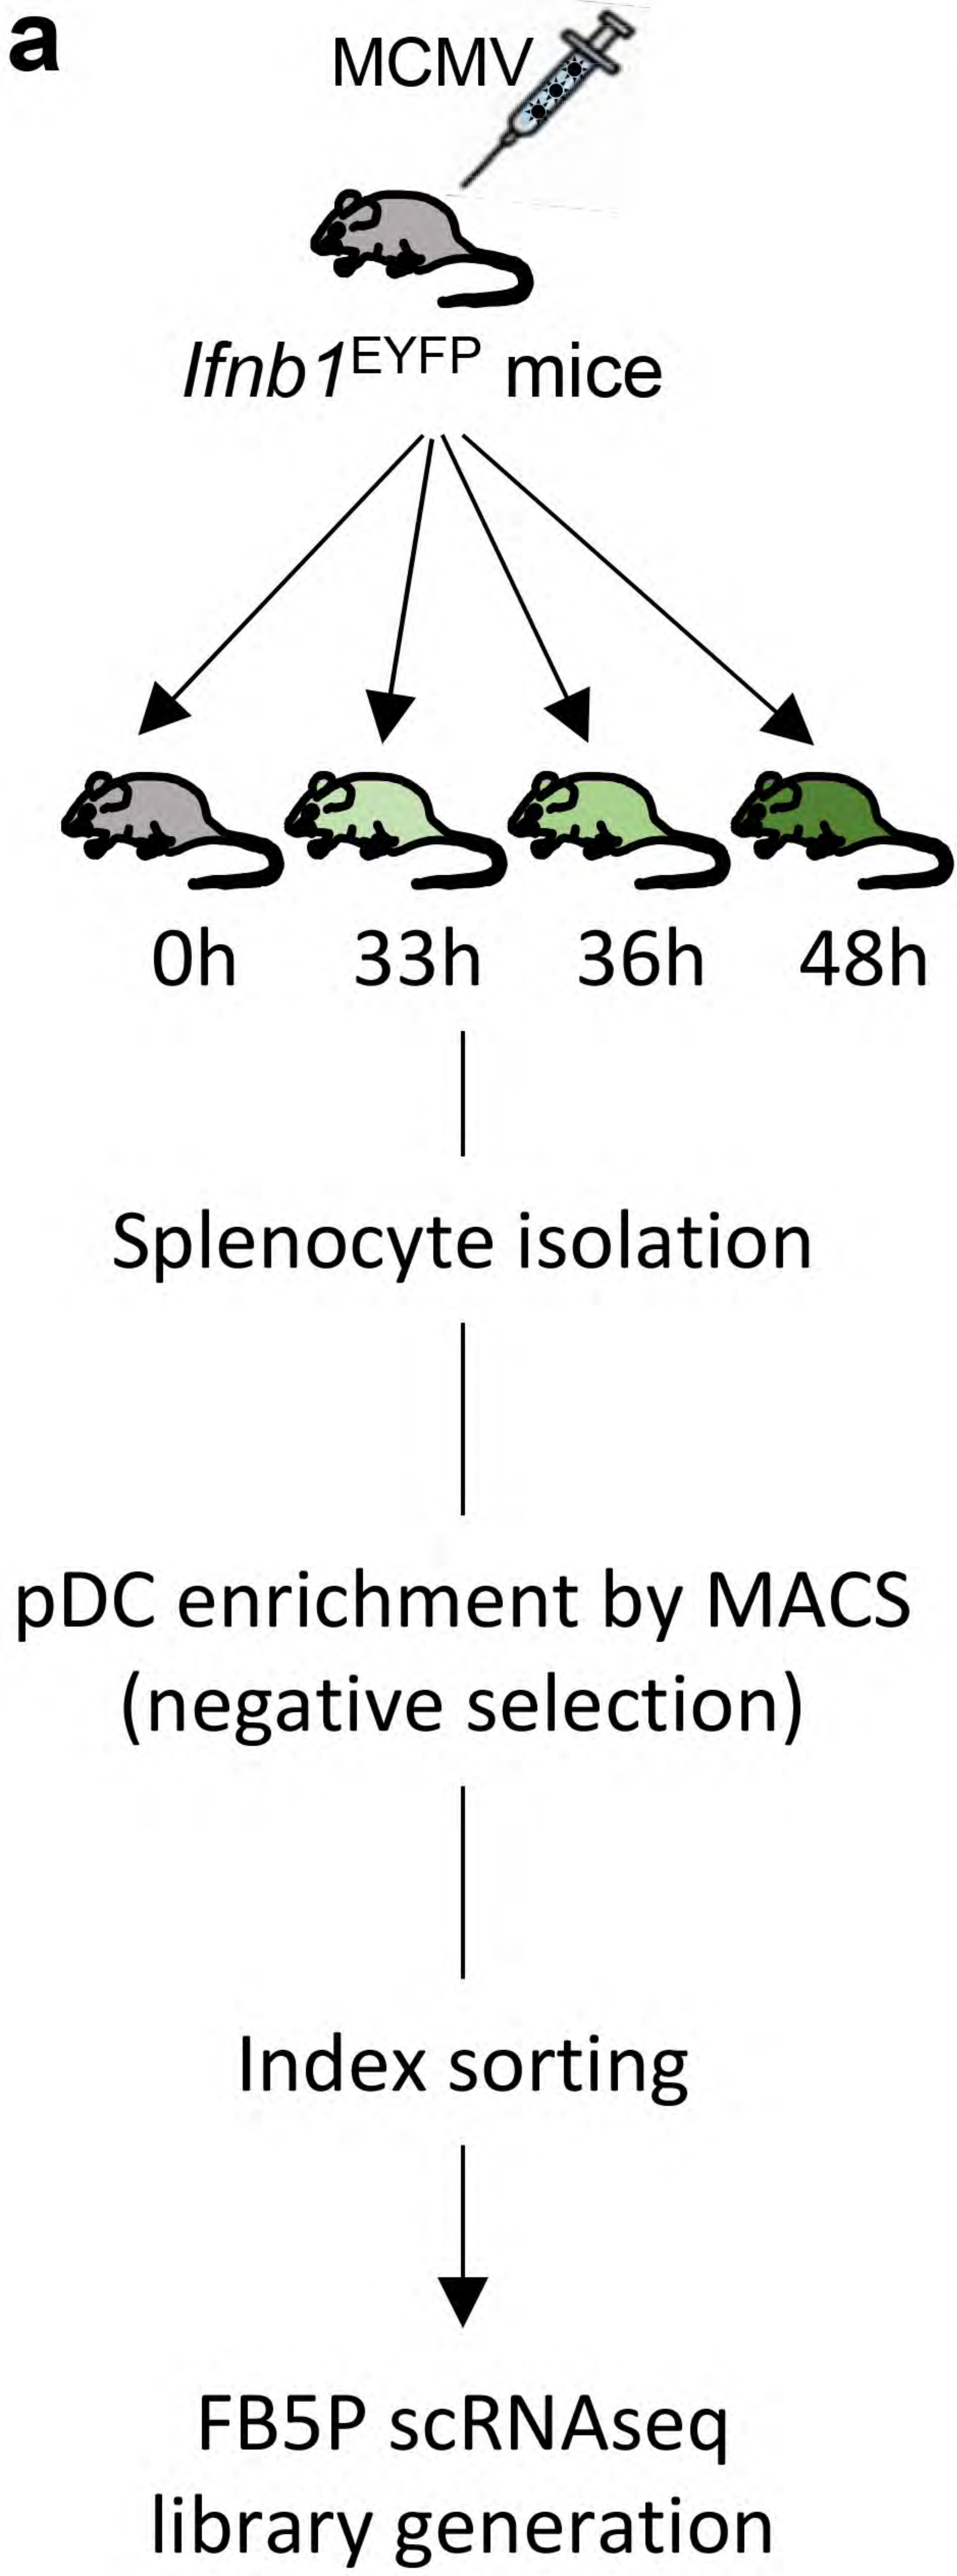 a
MCMV
Ifnb1EYFP mice
0h 33h 36h 48h
Splenocyte isolation
pDC enrichment by MACS
(negative selection)
Index sorting
FB5P scRNAseq
library generation